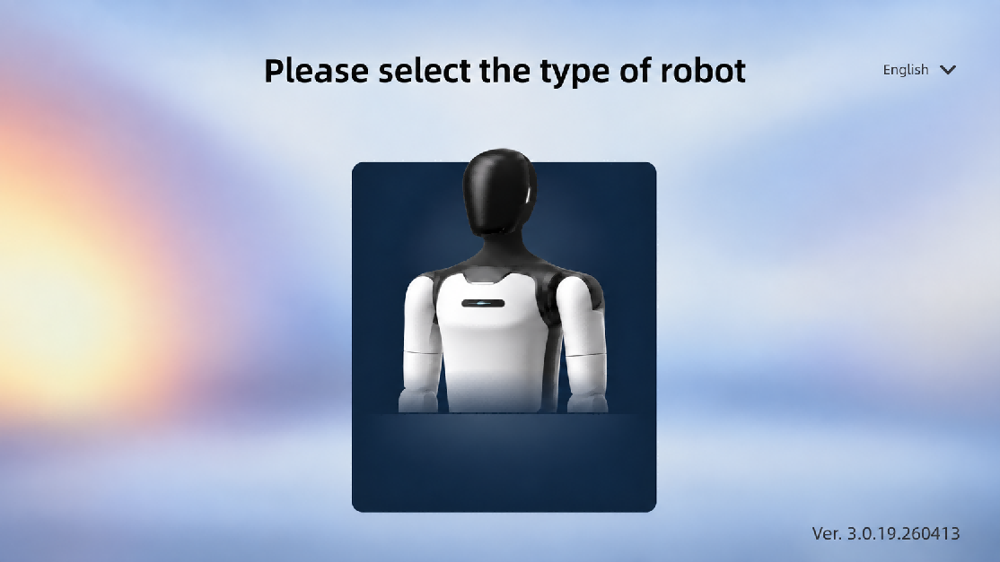 Please select the type of robot
English
Ver. 3.0.19.260413